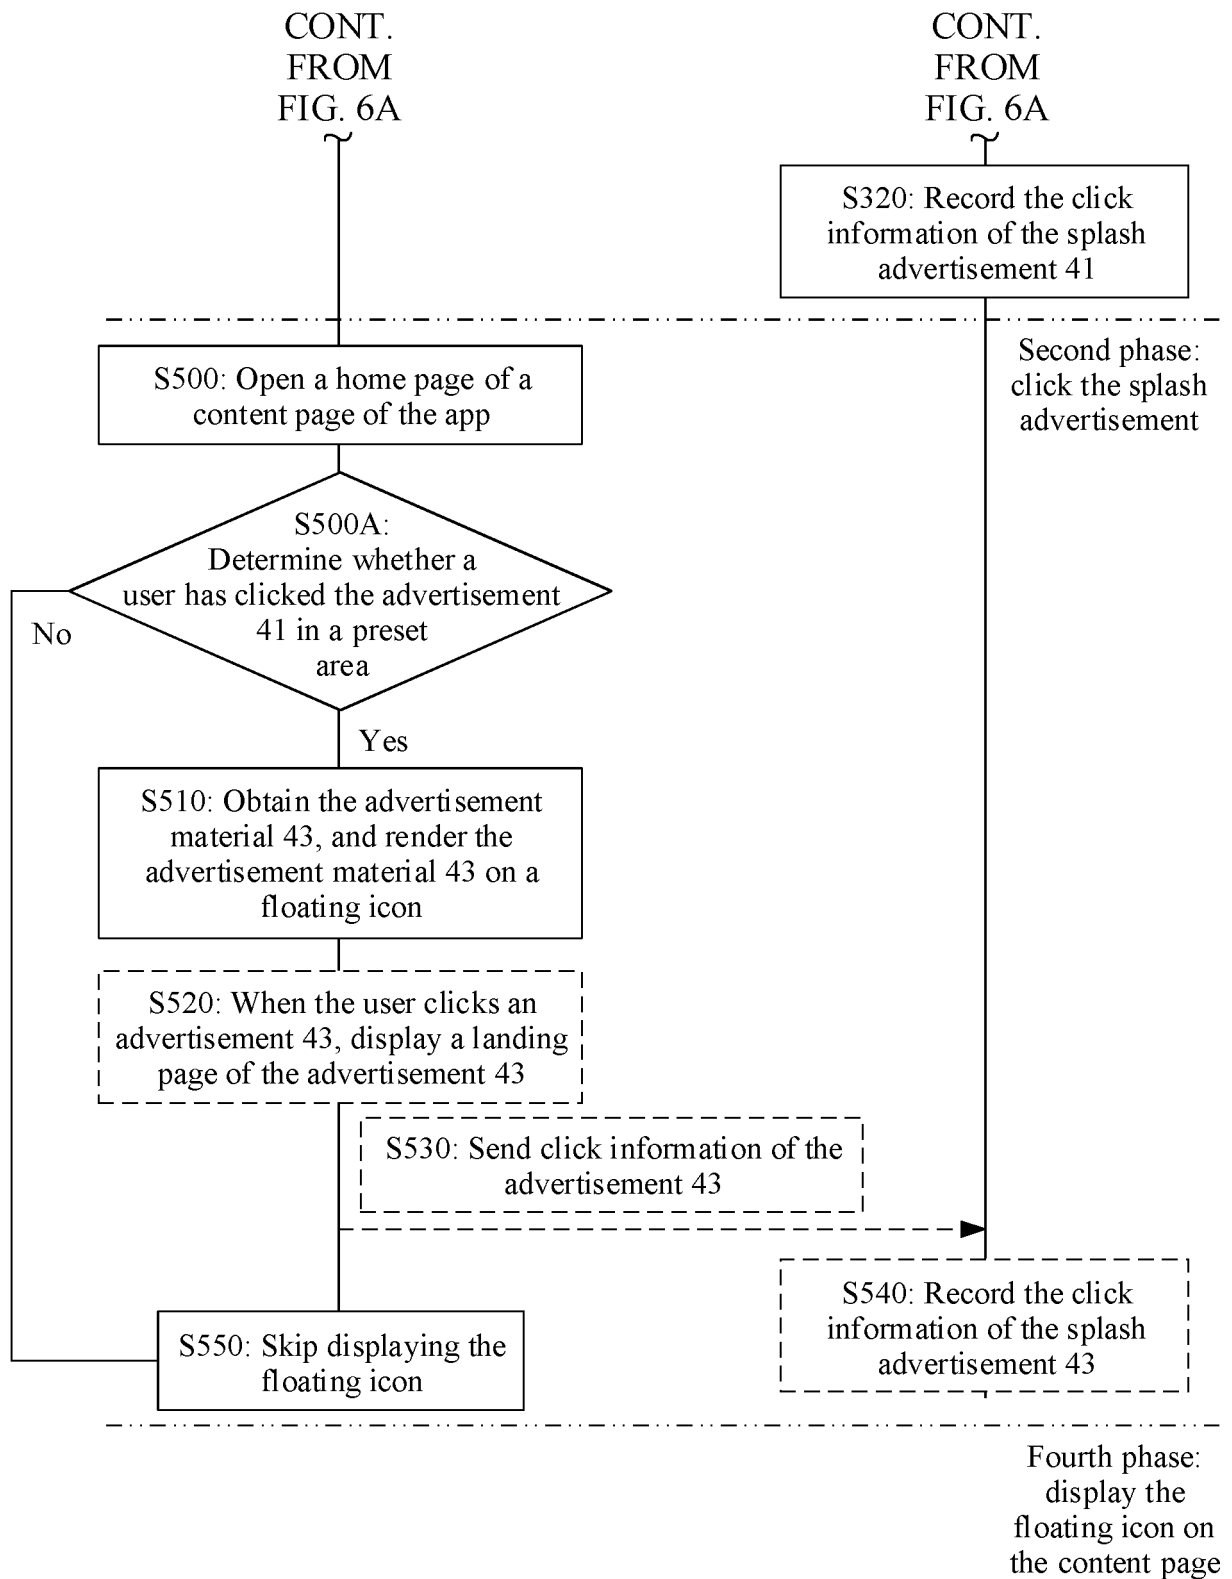 CONT.
FROM
FIG. 6A
CONT.
FROM
FIG. 6A
S320: Record the click
information of the splash
advertisement 41
Second phase:
click the splash
advertisement
S500: Open a home page of a
content page of the app
S500A:
Determine whether a
user has clicked the advertisement
41 in a preset
area
No
Yes
S510: Obtain the advertisement
material 43, and render the
advertisement material 43 on a
floating icon
S520: When the user clicks an
advertisement 43, display a landing
page of the advertisement 43
S530: Send click information of the
advertisement 43
S540: Record the click
information of the splash
advertisement 43
S550: Skip displaying the
floating icon
Fourth phase:
display the
floating icon on
the content page